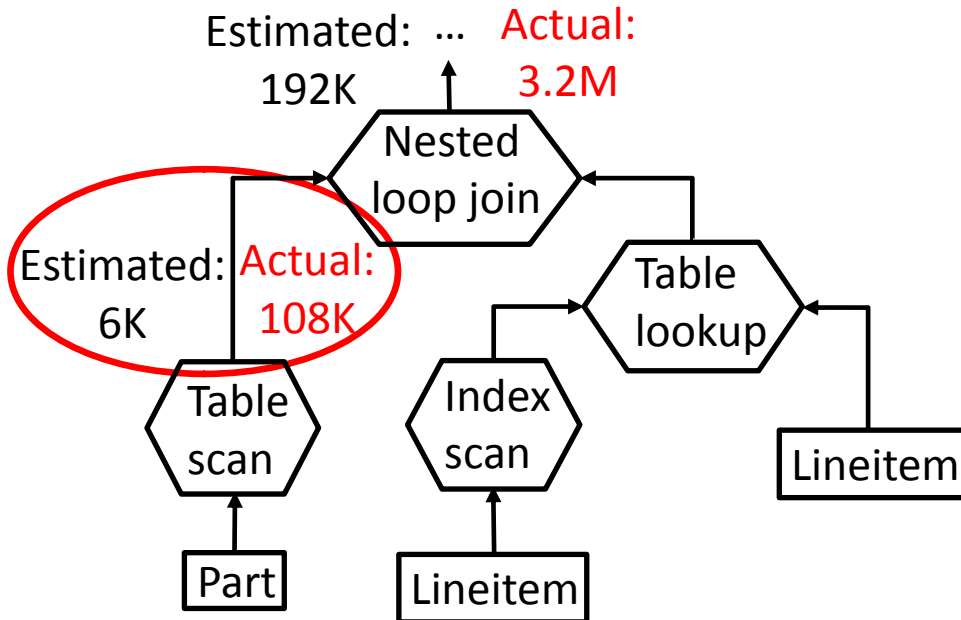 Estimated: ... Actual:
192K 3.2M
Nested
loop join
Estimated: Actual:
6K 108K
Table
lookup
Table
scan
Index
scan
Lineitem
Part
Lineitem